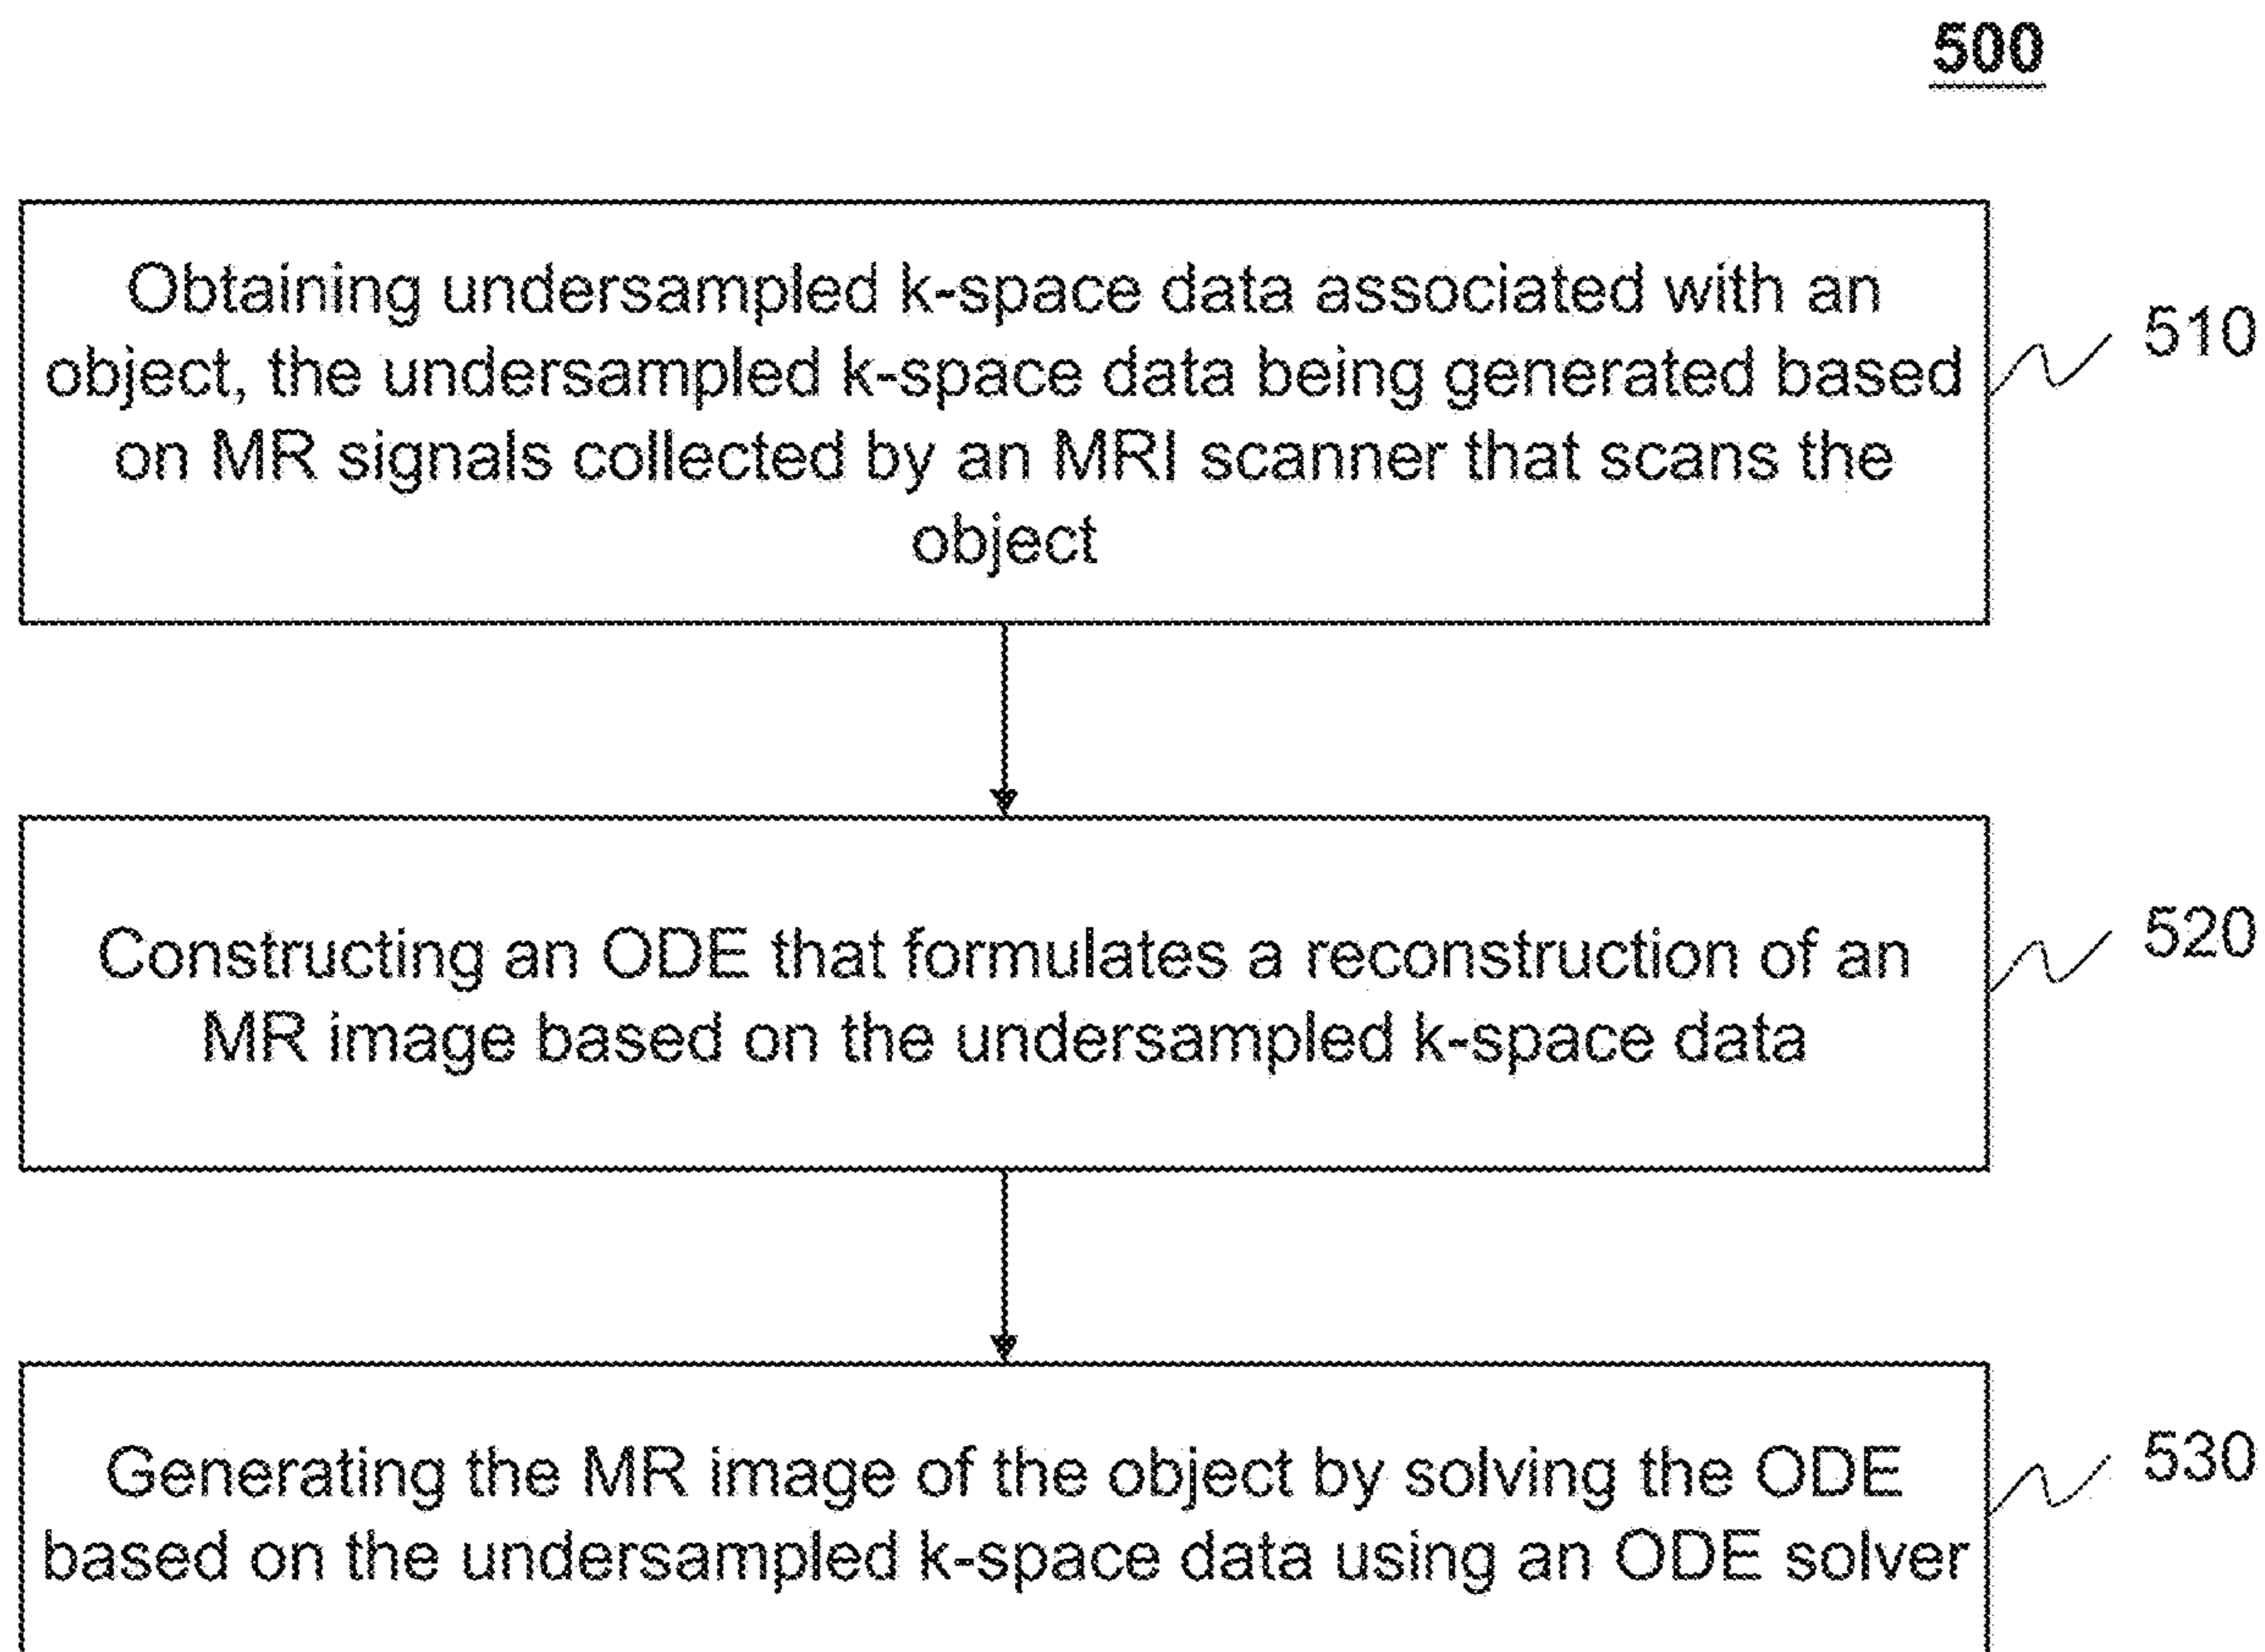 500
Obtaining undersampled k-space data associated with an
object, the undersampled k-space data being generated based
on MR signals collected by an MRI scanner that scans the
object
510
Constructing an ODE that formulates a reconstruction of an
MR image based on the undersampled k-space data
520
Generating the MR image of the object by solving the ODE
based on the undersampled k-space data using an ODE solver
530